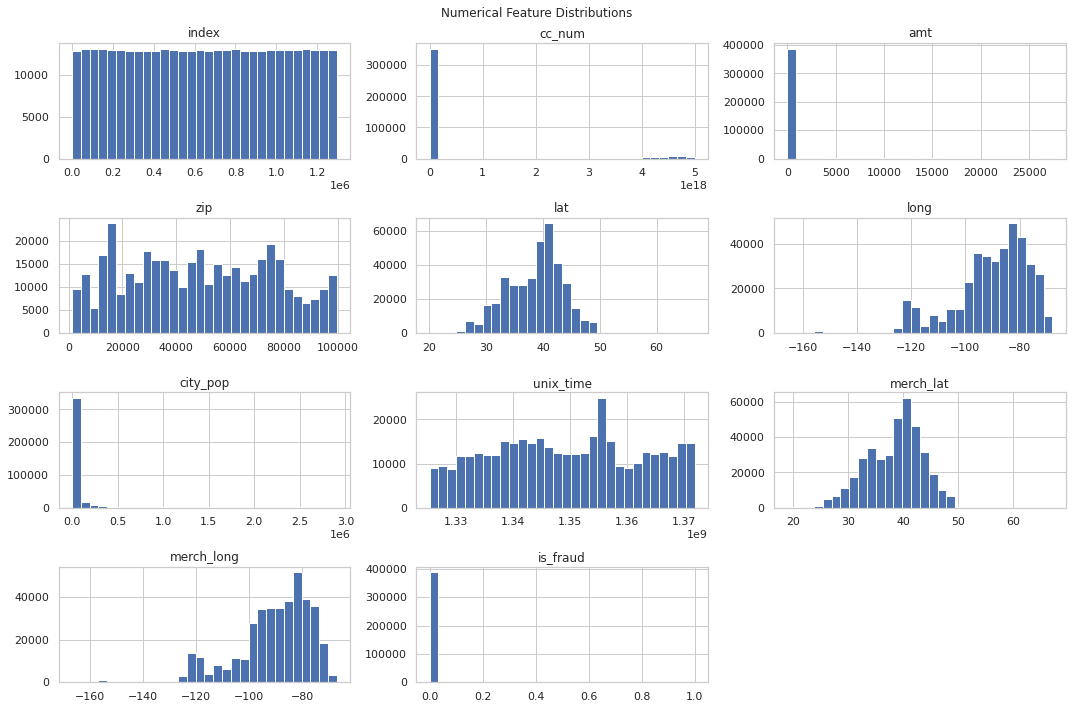 Numerical Feature Distributions
index
cc_num
amt
10000
5000
0
0.0 0.2 0.4 0.6 0.8 1.0 1.2
1e6
300000
200000
100000
0
0 1 2 3 4 5
1e18
400000
300000
200000
100000
0
0 5000 10000 15000 20000 25000
zip
lat
long
20000
15000
10000
5000
0
0 20000 40000 60000 80000 100000
60000
40000
20000
0
20 30 40 50 60
40000
20000
0
−160 −140 −120 −100 −80
city_pop
unix_time
merch_lat
300000
200000
100000
0
0.0 0.5 1.0 1.5 2.0 2.5 3.0
1e6
20000
10000
0
1.33 1.34 1.35 1.36 1.37
1e9
60000
40000
20000
0
20 30 40 50 60
merch_long
is_fraud
40000
20000
0
−160 −140 −120 −100 −80
400000
300000
200000
100000
0
0.0 0.2 0.4 0.6 0.8 1.0